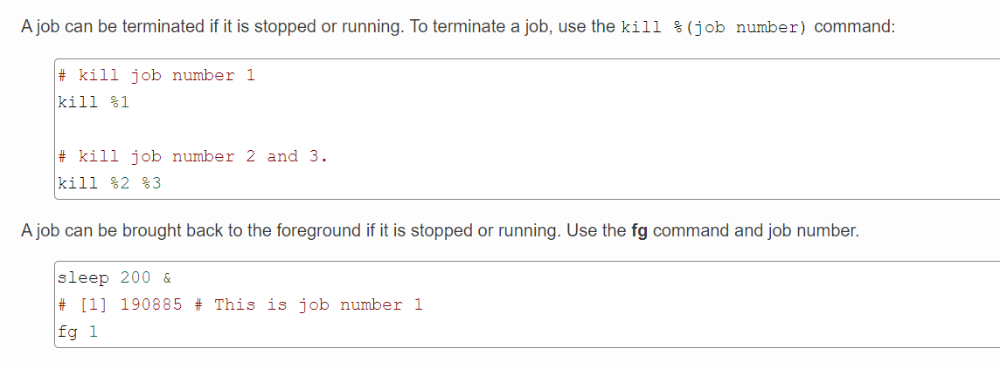 A job can be terminated if it is stopped or running. To terminate a job, use the kill %(job number) command:
# kill job number 1
kill %1
# kill job number 2 and 3.
kill %2 %3
A job can be brought back to the foreground if it is stopped or running. Use the fg command and job number.
sleep 200 &
# [1] 190885 # This is job number 1
fg 1